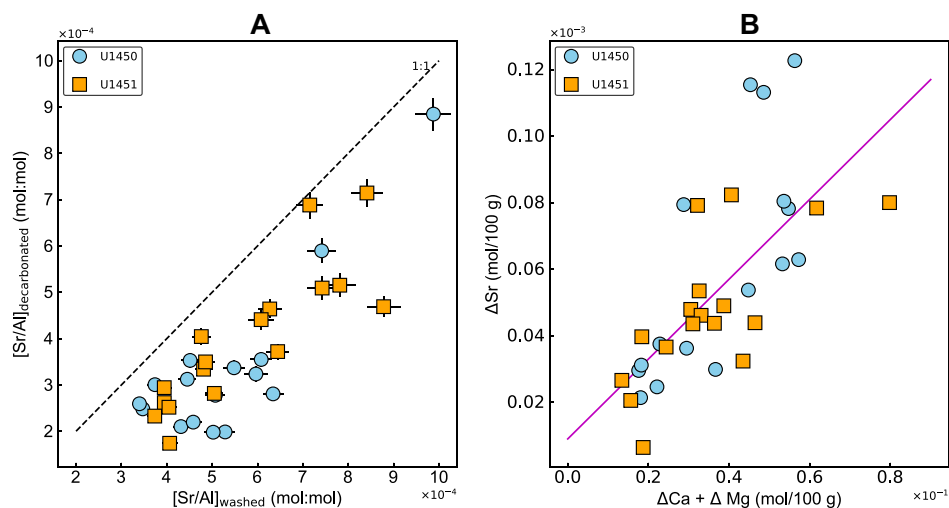 A
×10⁻⁴
U1450
U1451
1:1
10
9
8
7
6
5
4
3
2
[Sr/Al]decarbonated (mol:mol)
2 3 4 5 6 7 8 9 10
×10⁻⁴
[Sr/Al]washed (mol:mol)
B
×10⁻³
U1450
U1451
0.12
0.10
0.08
0.06
0.04
0.02
ΔSr (mol/100 g)
0.0 0.2 0.4 0.6 0.8
×10⁻¹
ΔCa + Δ Mg (mol/100 g)